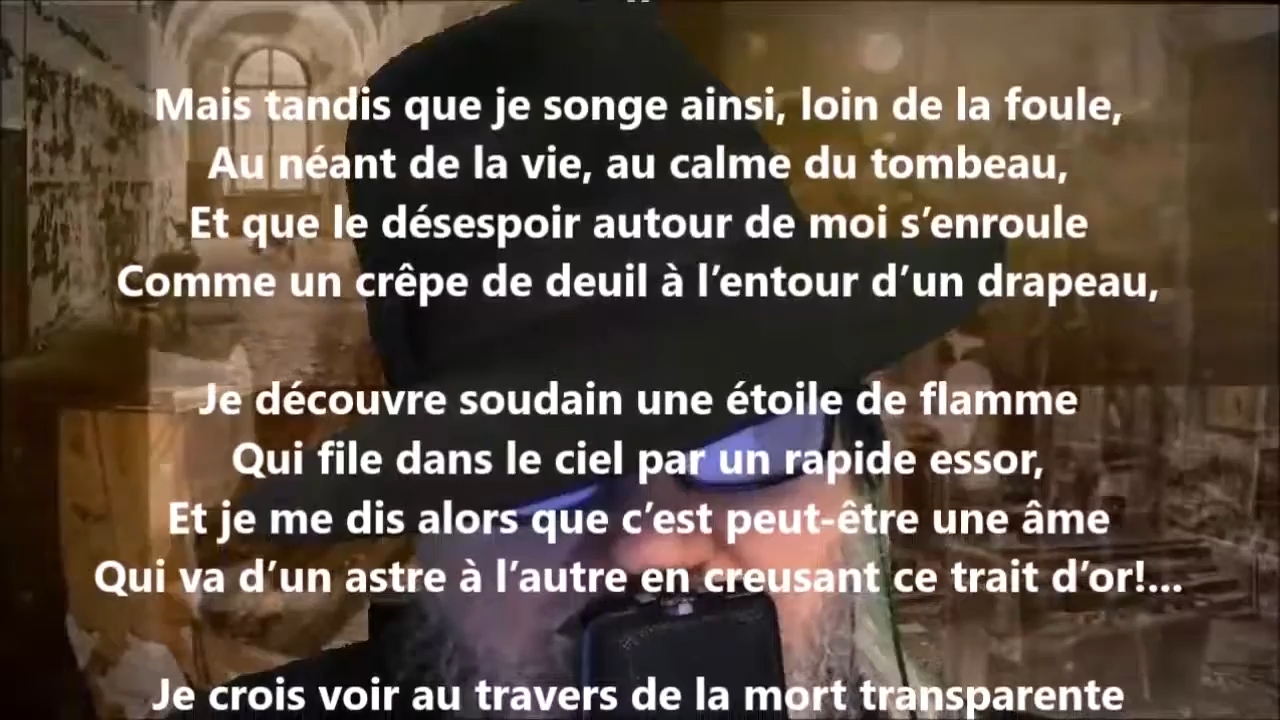 Mais tandis que je songe ainsi, loin de la foule,
Au néant de la vie, au calme du tombeau,
Et que le désespoir autour de moi s’enroule
Comme un crêpe de deuil à l’entour d’un drapeau,
Je découvre soudain une étoile de flamme
Qui file dans le ciel par un rapide essor,
Et je me dis alors que c’est peut-être une âme
Qui va d’un astre à l’autre en creusant ce trait d’or!...
Je crois voir au travers de la mort transparente